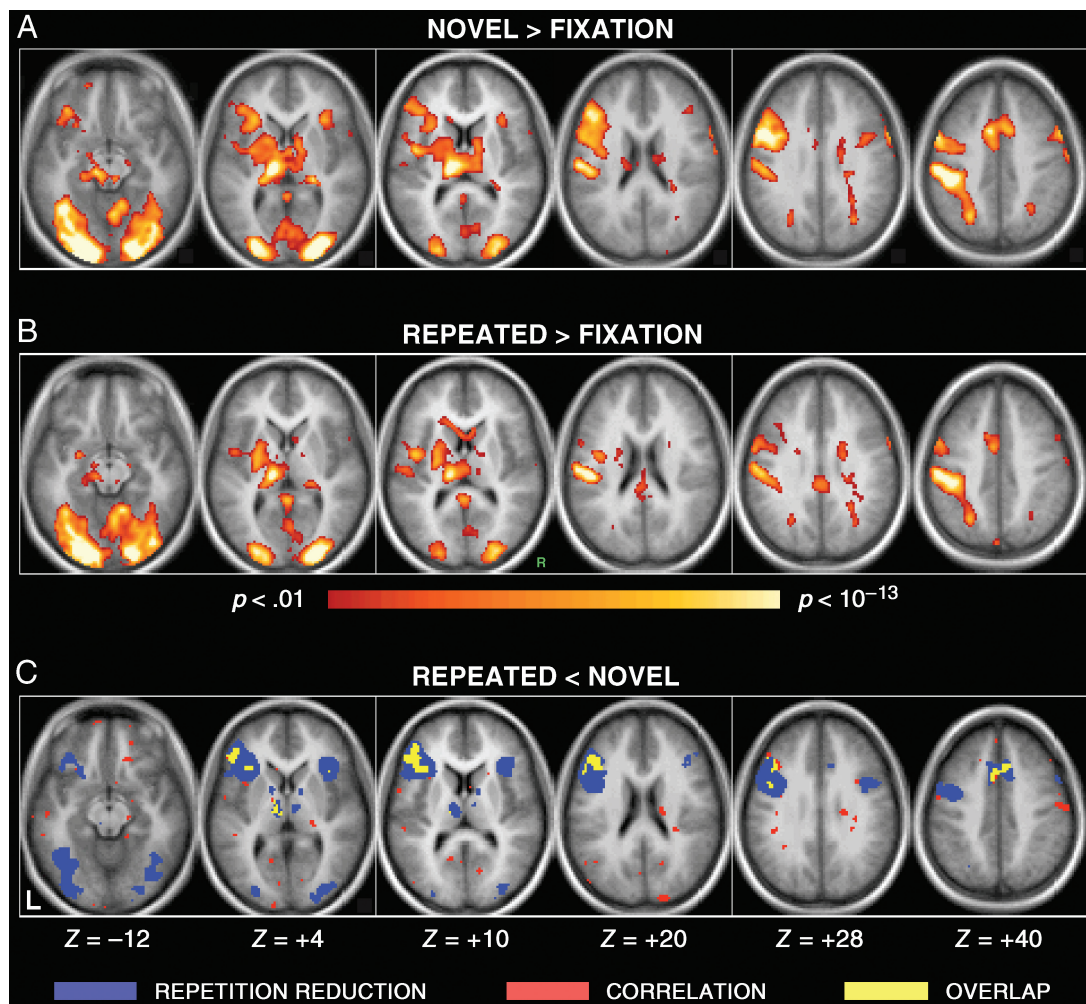 A
NOVEL > FIXATION
B
REPEATED > FIXATION
R
p < .01
p < 10⁻¹³
C
REPEATED < NOVEL
L
Z = –12
Z = +4
Z = +10
Z = +20
Z = +28
Z = +40
REPETITION REDUCTION
CORRELATION
OVERLAP